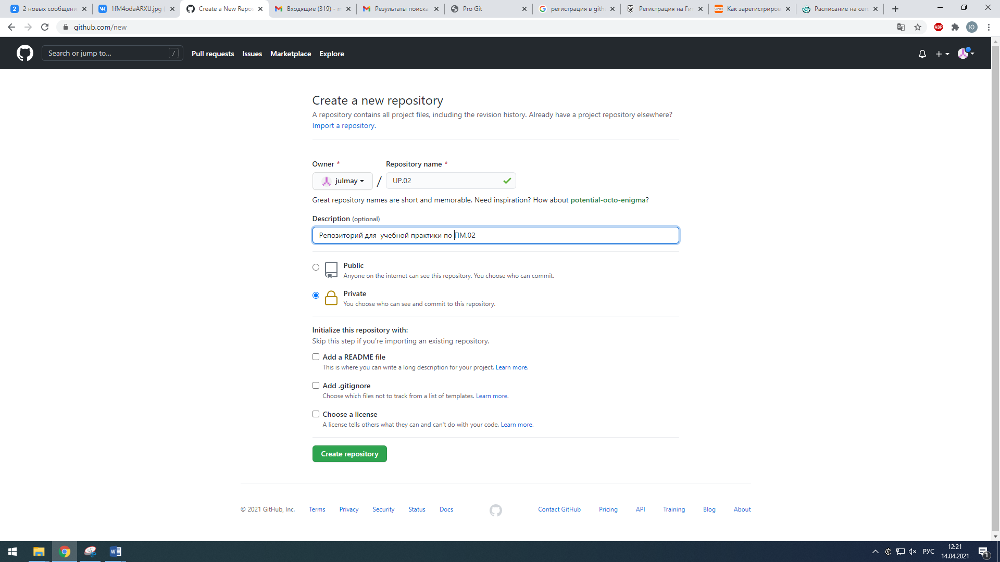 2 новых сообщени
1fM4odaARXU.jpg (
Create a New Repos
Входящие (319) - m
Результаты поиска
Pro Git
регистрация в gith
Регистрация на Гит
Как зарегистриров
Расписание на сего
github.com/new
ABP
Ю
Search or jump to...
/
Pull requests
Issues
Marketplace
Explore
Create a new repository
A repository contains all project files, including the revision history. Already have a project repository elsewhere?
Import a repository.
Owner *
Repository name *
julmay
/
UP.02
Great repository names are short and memorable. Need inspiration? How about potential-octo-enigma?
Description (optional)
Репозиторий для  учебной практики по ПМ.02
Public
Anyone on the internet can see this repository. You choose who can commit.
Private
You choose who can see and commit to this repository.
Initialize this repository with:
Skip this step if you’re importing an existing repository.
Add a README file
This is where you can write a long description for your project. Learn more.
Add .gitignore
Choose which files not to track from a list of templates. Learn more.
Choose a license
A license tells others what they can and can't do with your code. Learn more.
Create repository
© 2021 GitHub, Inc.
Terms
Privacy
Security
Status
Docs
Contact GitHub
Pricing
API
Training
Blog
About
РУС
12:21
14.04.2021
1